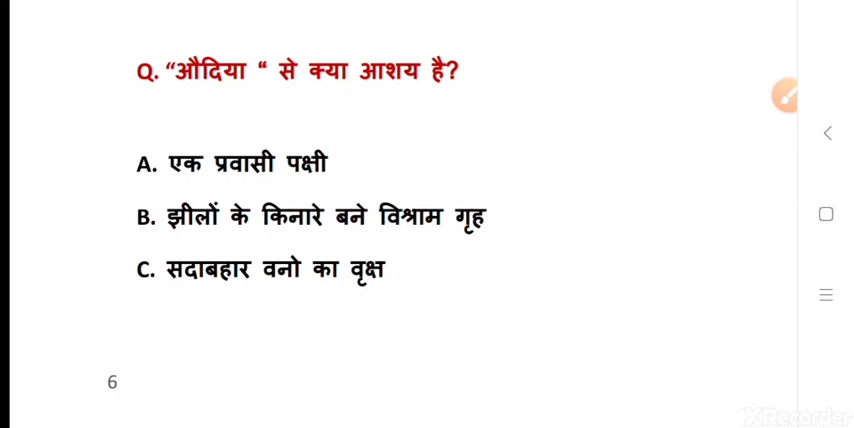 Q. “औदिया “ से क्या आशय है?
A. एक प्रवासी पक्षी
B. झीलों के किनारे बने विश्राम गृह
C. सदाबहार वनो का वृक्ष
6
XRecorder